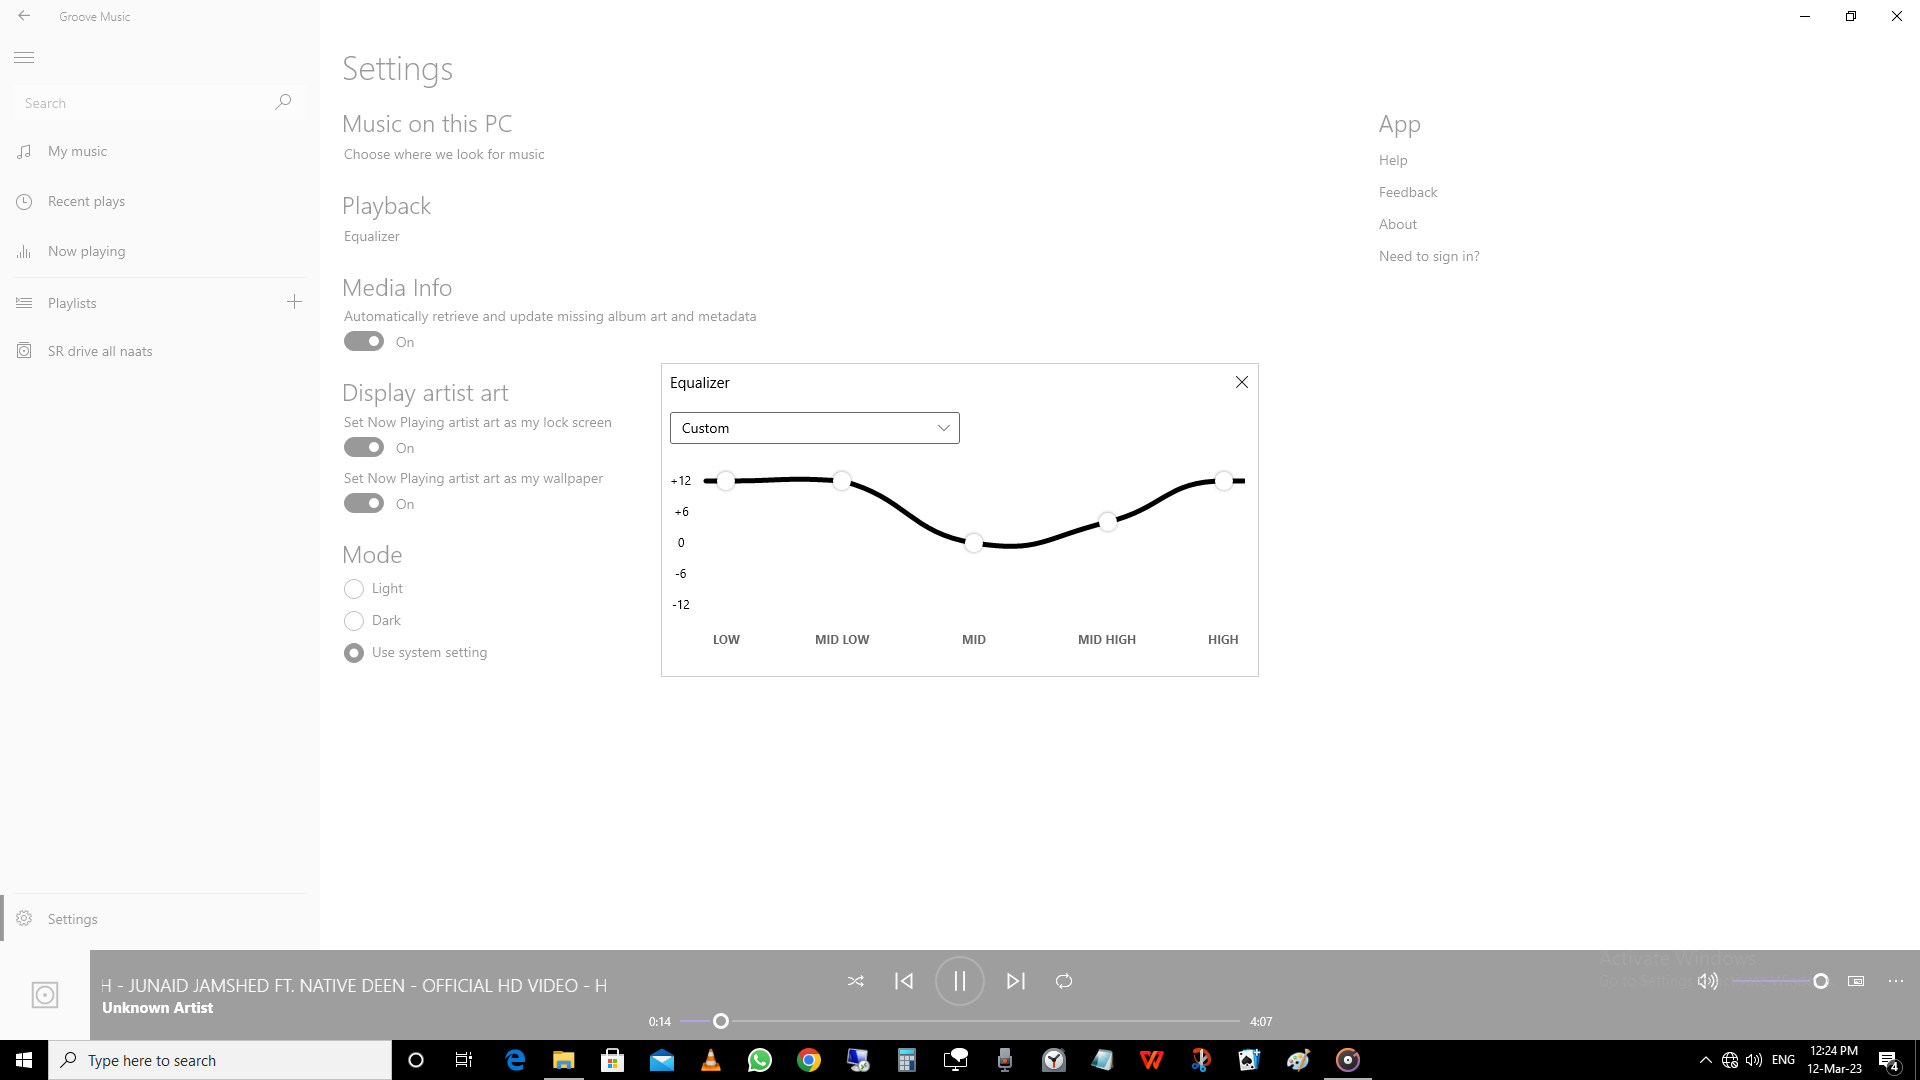 Groove Music
Search
My music
Recent plays
Now playing
Playlists
SR drive all naats
Settings
Settings
Music on this PC
Choose where we look for music
Playback
Equalizer
Media Info
Automatically retrieve and update missing album art and metadata
On
Display artist art
Set Now Playing artist art as my lock screen
On
Set Now Playing artist art as my wallpaper
On
Mode
Light
Dark
Use system setting
App
Help
Feedback
About
Need to sign in?
Equalizer
Custom
+12
+6
0
-6
-12
LOW MID LOW MID MID HIGH HIGH
H - JUNAID JAMSHED FT. NATIVE DEEN - OFFICIAL HD VIDEO - H
Unknown Artist
0:14
4:07
Activate Windows
Go to Settings
Type here to search
ENG
12:24 PM
12-Mar-23
4